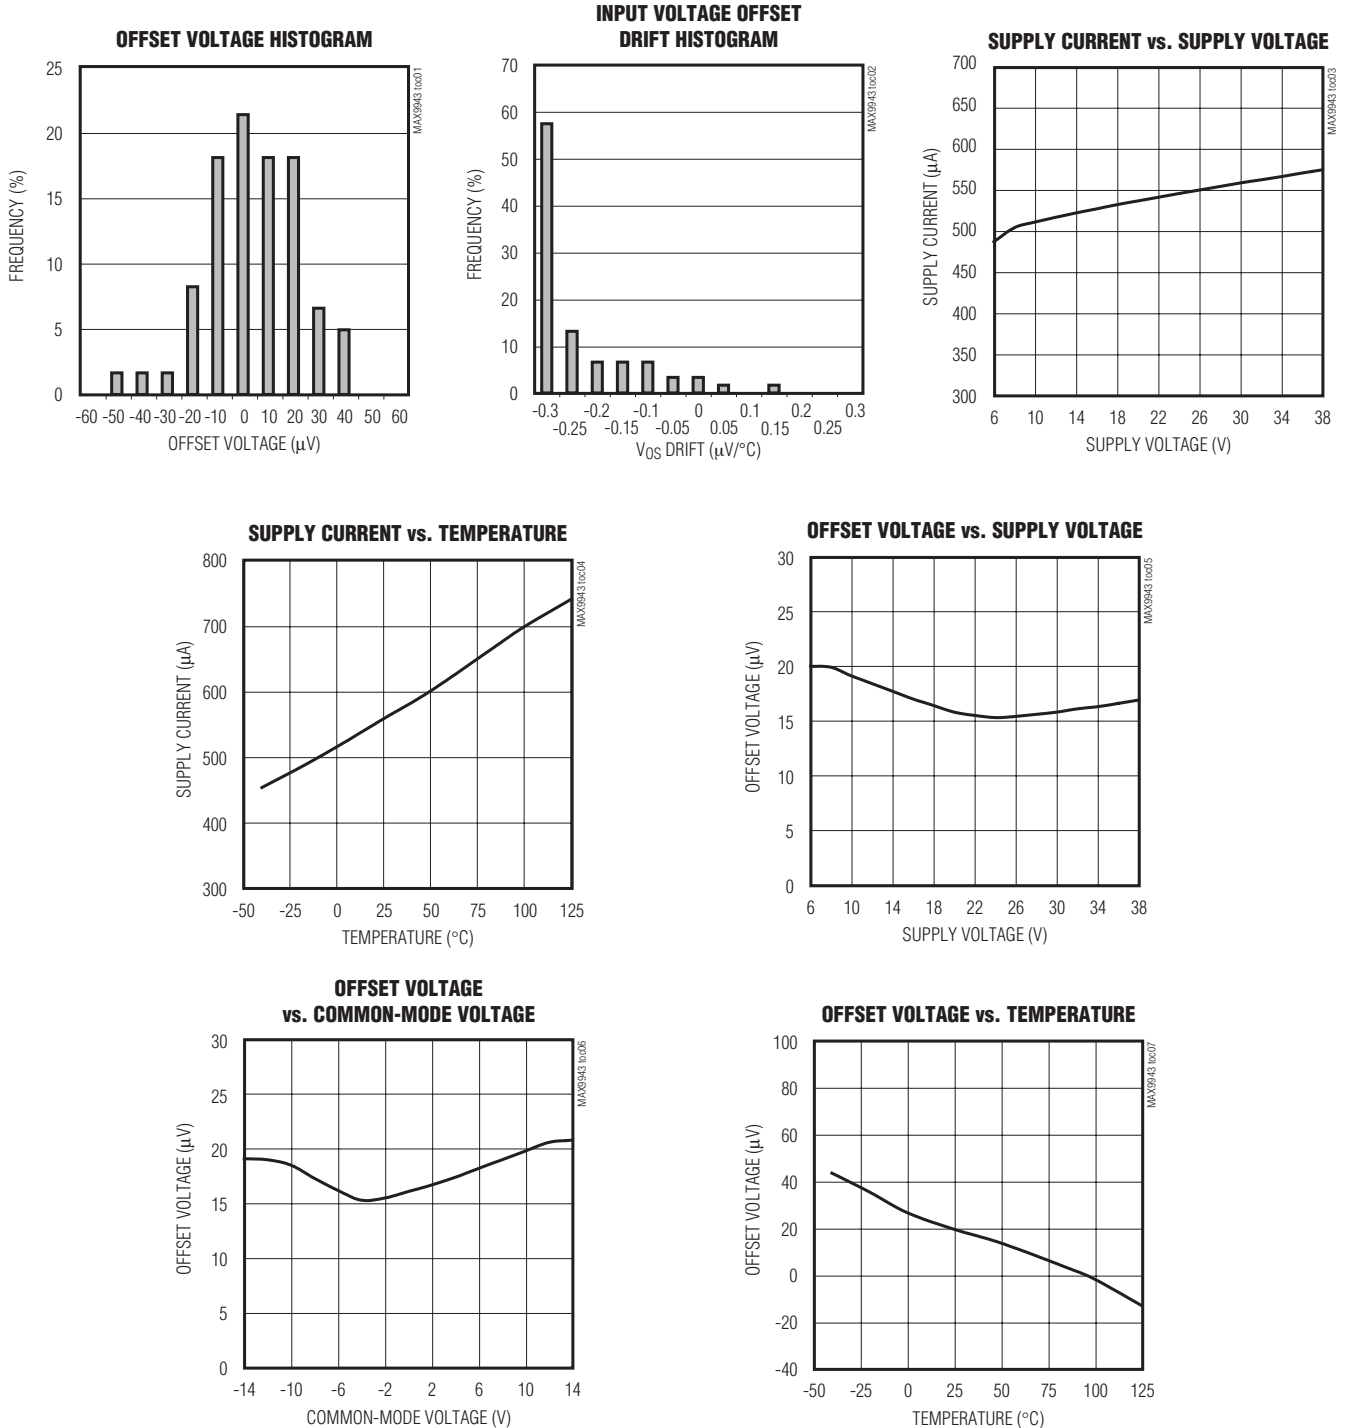 OFFSET VOLTAGE HISTOGRAM
MAX9943 toc01
FREQUENCY (%)
25
20
15
10
5
0
-60 -50 -40 -30 -20 -10 0 10 20 30 40 50 60
OFFSET VOLTAGE (μV)
INPUT VOLTAGE OFFSET
DRIFT HISTOGRAM
MAX9943 toc02
FREQUENCY (%)
70
60
50
40
30
20
10
0
-0.3 -0.2 -0.1 0 0.1 0.2 0.3
-0.25 -0.15 -0.05 0.05 0.15 0.25
VOS DRIFT (μV/°C)
SUPPLY CURRENT vs. SUPPLY VOLTAGE
MAX9943 toc03
SUPPLY CURRENT (μA)
700
650
600
550
500
450
400
350
300
6 10 14 18 22 26 30 34 38
SUPPLY VOLTAGE (V)
SUPPLY CURRENT vs. TEMPERATURE
MAX9943 toc04
SUPPLY CURRENT (μA)
800
700
600
500
400
300
-50 -25 0 25 50 75 100 125
TEMPERATURE (°C)
OFFSET VOLTAGE vs. SUPPLY VOLTAGE
MAX9943 toc05
OFFSET VOLTAGE (μV)
30
25
20
15
10
5
0
6 10 14 18 22 26 30 34 38
SUPPLY VOLTAGE (V)
OFFSET VOLTAGE
vs. COMMON-MODE VOLTAGE
MAX9943 toc06
OFFSET VOLTAGE (μV)
30
25
20
15
10
5
0
-14 -10 -6 -2 2 6 10 14
COMMON-MODE VOLTAGE (V)
OFFSET VOLTAGE vs. TEMPERATURE
MAX9943 toc07
OFFSET VOLTAGE (μV)
100
80
60
40
20
0
-20
-40
-50 -25 0 25 50 75 100 125
TEMPERATURE (°C)